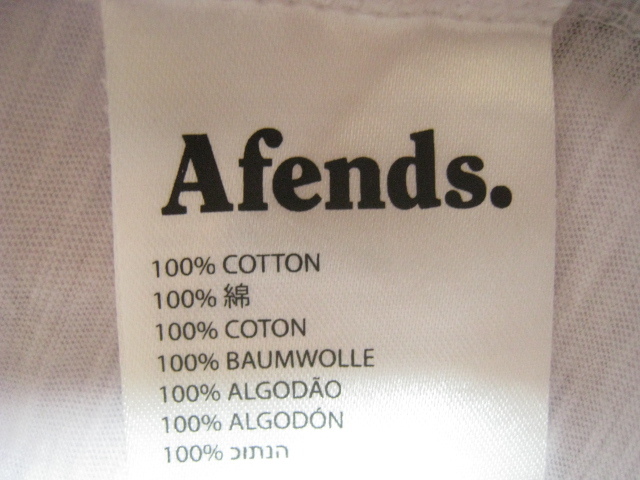 Afends.
100% COTTON
100% 綿
100% COTON
100% BAUMWOLLE
100% ALGODÃO
100% ALGODÓN
100% הנתוכ